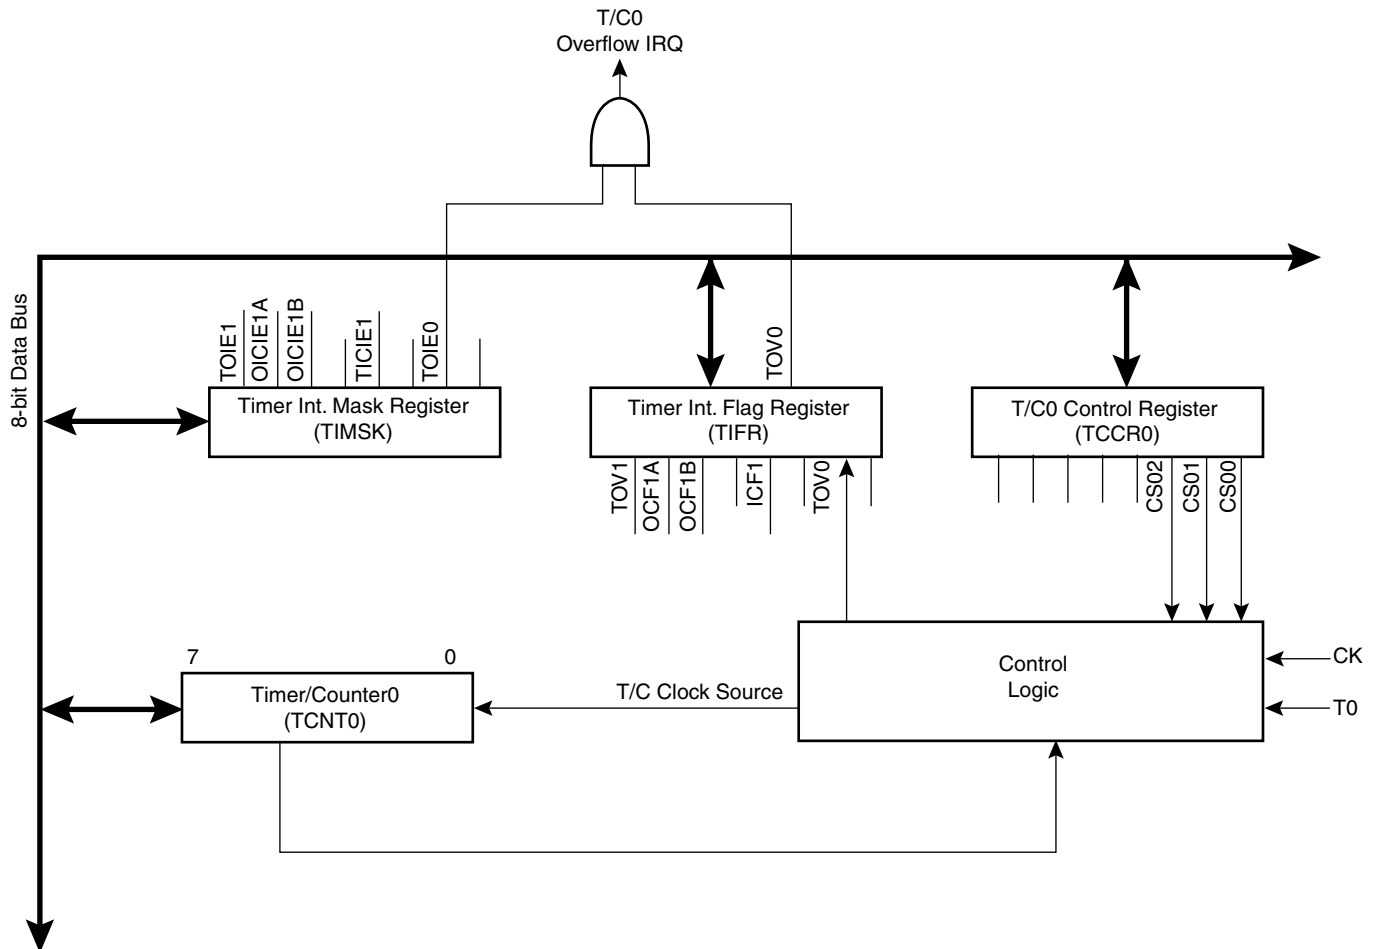 T/C0
Overflow IRQ
8-bit Data Bus
TOIE1
OICIE1A
OICIE1B
TICIE1
TOIE0
TOV0
Timer Int. Mask Register
(TIMSK)
Timer Int. Flag Register
(TIFR)
T/C0 Control Register
(TCCR0)
TOV1
OCF1A
OCF1B
ICF1
TOV0
CS02
CS01
CS00
7
0
Timer/Counter0
(TCNT0)
T/C Clock Source
Control
Logic
CK
T0